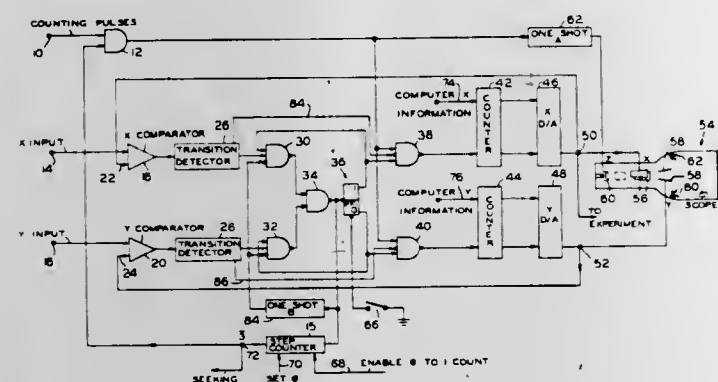 COUNTING PULSES
10
12
62
ONE SHOT
A
X INPUT
14
22
X COMPARATOR
18
26
TRANSITION
DETECTOR
84
30
36
34
38
74
COMPUTER X
INFORMATION
42
COUNTER
46
X
D/A
50
54
58
62
58
60
SCOPE
Z
X
60
56
TO
EXPERIMENT
Y INPUT
16
24
Y COMPARATOR
20
26
TRANSITION
DETECTOR
86
32
40
76
COMPUTER Y
INFORMATION
44
COUNTER
48
Y
D/A
52
ONE SHOT
B
84
66
15
STEP
COUNTER
3
72
SEEKING
70
SET 0
68
ENABLE 0 TO 1 COUNT